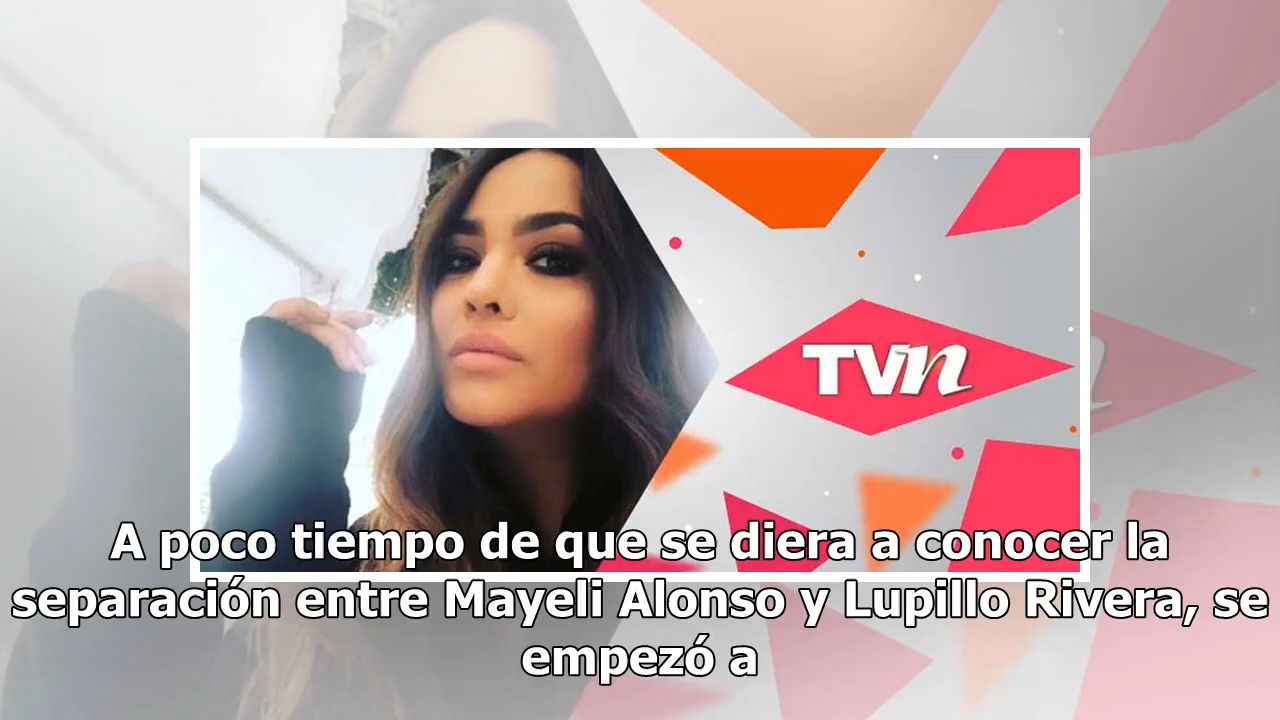 TVn
A poco tiempo de que se diera a conocer la
separación entre Mayeli Alonso y Lupillo Rivera, se
empezó a